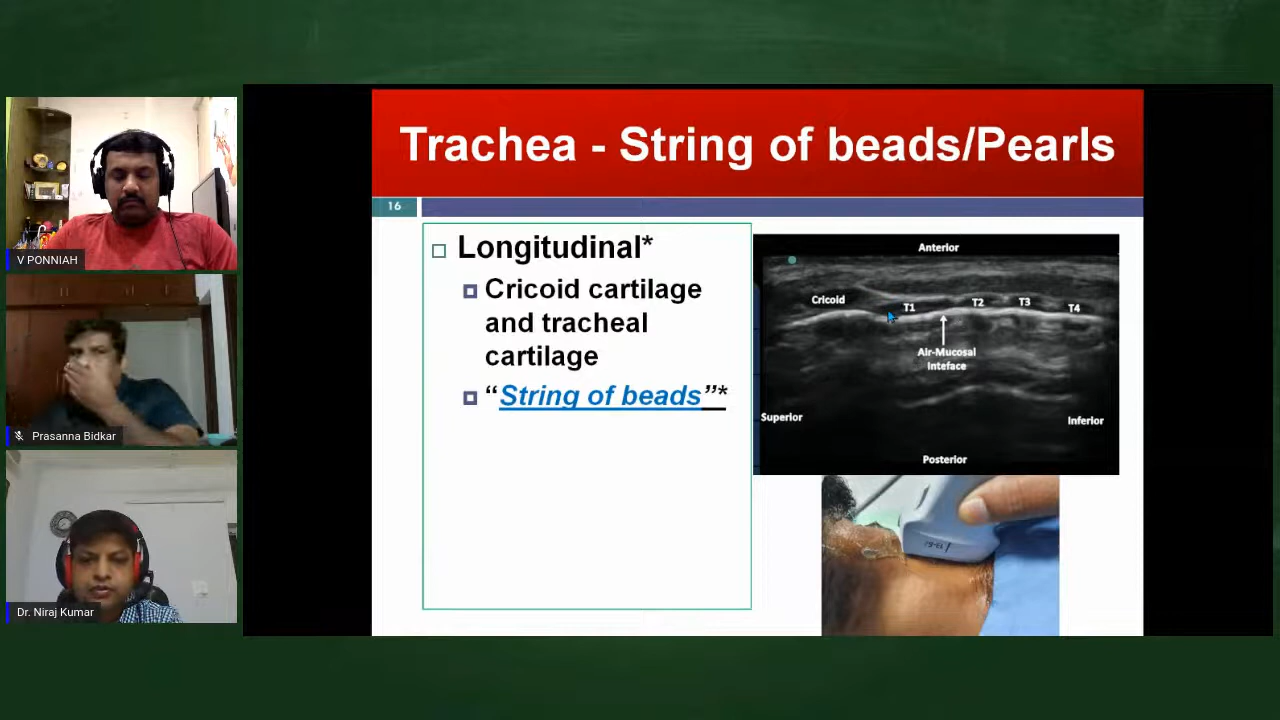 Trachea - String of beads/Pearls
16
Longitudinal*
Cricoid cartilage
and tracheal
cartilage
“String of beads”*
Anterior
Cricoid
T1
T2
T3
T4
Air-Mucosal
Inteface
Superior
Inferior
Posterior
V PONNIAH
Prasanna Bidkar
Dr. Niraj Kumar